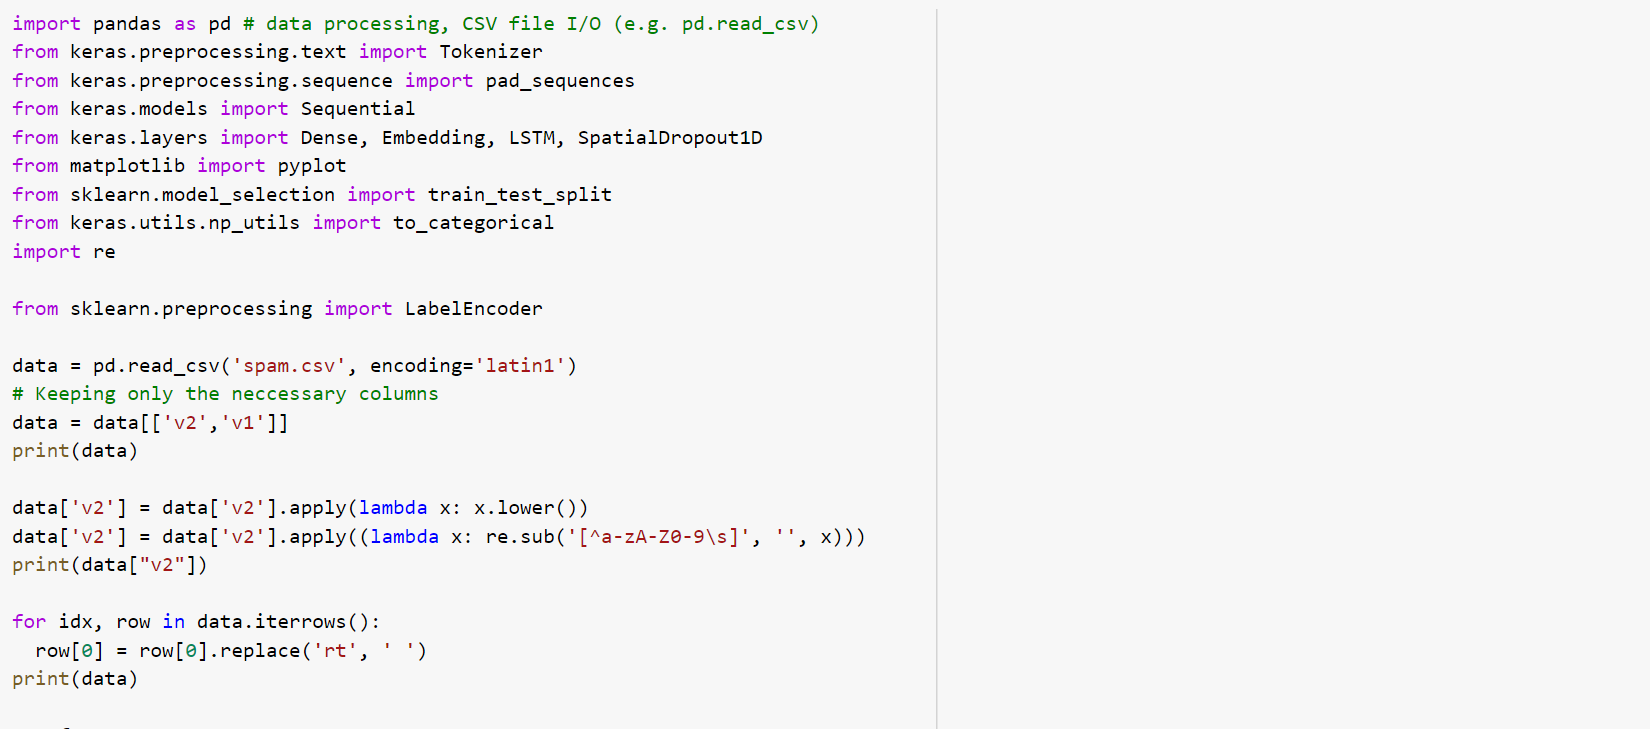 import pandas as pd # data processing, CSV file I/O (e.g. pd.read_csv)
from keras.preprocessing.text import Tokenizer
from keras.preprocessing.sequence import pad_sequences
from keras.models import Sequential
from keras.layers import Dense, Embedding, LSTM, SpatialDropout1D
from matplotlib import pyplot
from sklearn.model_selection import train_test_split
from keras.utils.np_utils import to_categorical
import re

from sklearn.preprocessing import LabelEncoder

data = pd.read_csv('spam.csv', encoding='latin1')
# Keeping only the neccessary columns
data = data[['v2','v1']]
print(data)

data['v2'] = data['v2'].apply(lambda x: x.lower())
data['v2'] = data['v2'].apply((lambda x: re.sub('[^a-zA-Z0-9\s]', '', x)))
print(data["v2"])

for idx, row in data.iterrows():
  row[0] = row[0].replace('rt', ' ')
print(data)